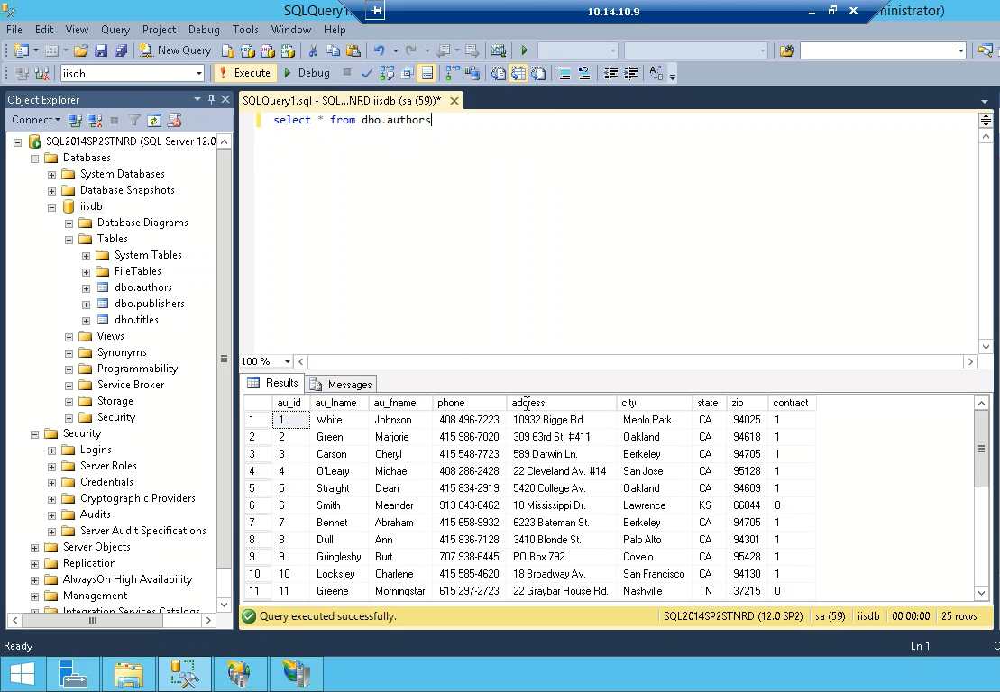 SQLQuery1.
10.14.10.9
ministrator)
File Edit View Query Project Debug Tools Window Help
New Query
iisdb
Execute Debug
Object Explorer
SQLQuery1.sql - SQL...NRD.iisdb (sa (59))*
Connect
select * from dbo.authors
SQL2014SP2STNRD (SQL Server 12.0
Databases
System Databases
Database Snapshots
iisdb
Database Diagrams
Tables
System Tables
FileTables
dbo.authors
dbo.publishers
dbo.titles
Views
Synonyms
Programmability
Service Broker
Storage
Security
Security
Logins
Server Roles
Credentials
Cryptographic Providers
Audits
Server Audit Specifications
Server Objects
Replication
AlwaysOn High Availability
Management
Integration Services Catalogs
100 %
Results Messages
au_id au_lname au_fname phone address city state zip contract
1 1 White Johnson 408 496-7223 10932 Bigge Rd. Menlo Park CA 94025 1
2 2 Green Marjorie 415 986-7020 309 63rd St. #411 Oakland CA 94618 1
3 3 Carson Cheryl 415 548-7723 589 Darwin Ln. Berkeley CA 94705 1
4 4 O'Leary Michael 408 286-2428 22 Cleveland Av. #14 San Jose CA 95128 1
5 5 Straight Dean 415 834-2919 5420 College Av. Oakland CA 94609 1
6 6 Smith Meander 913 843-0462 10 Mississippi Dr. Lawrence KS 66044 0
7 7 Bennet Abraham 415 658-9932 6223 Bateman St. Berkeley CA 94705 1
8 8 Dull Ann 415 836-7128 3410 Blonde St. Palo Alto CA 94301 1
9 9 Gringlesby Burt 707 938-6445 PO Box 792 Covelo CA 95428 1
10 10 Locksley Charlene 415 585-4620 18 Broadway Av. San Francisco CA 94130 1
11 11 Greene Morningstar 615 297-2723 22 Graybar House Rd. Nashville TN 37215 0
Query executed successfully.
SQL2014SP2STNRD (12.0 SP2) sa (59) iisdb 00:00:00 25 rows
Ready
Ln 1
C